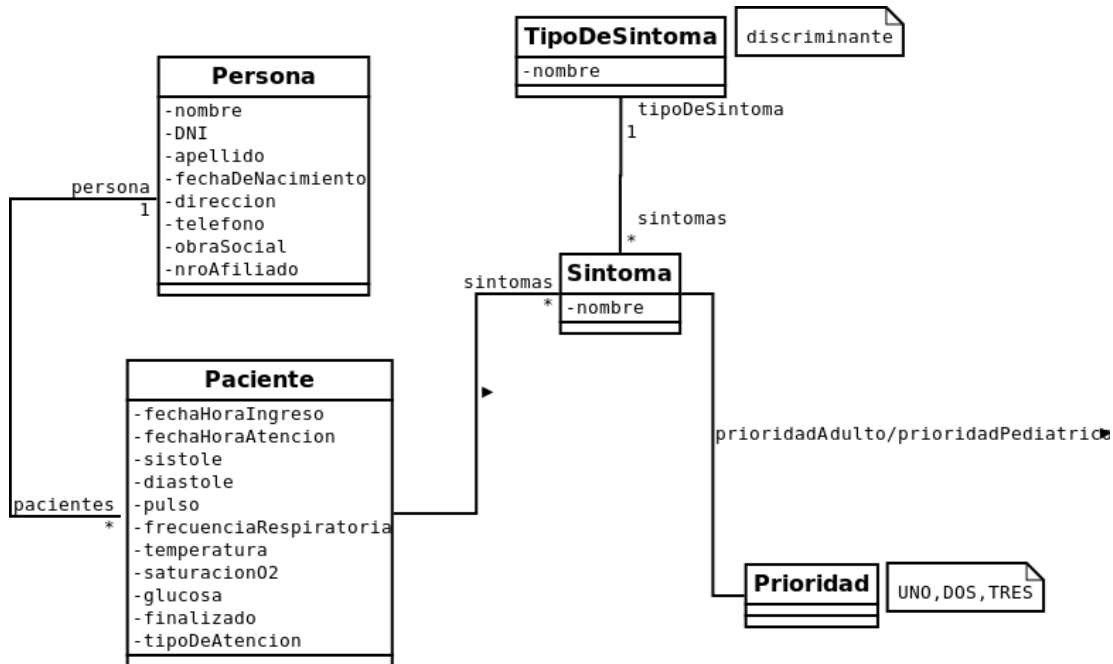 TipoDeSintoma
-nombre
discriminante
tipoDeSintoma
1
sintomas
*
Persona
-nombre
-DNI
-apellido
-fechaDeNacimiento
-direccion
-telefono
-obraSocial
-nroAfiliado
persona
1
Sintoma
-nombre
sintomas
*
Paciente
-fechaHoraIngreso
-fechaHoraAtencion
-sistole
-diastole
-pulso
-frecuenciaRespiratoria
-temperatura
-saturacionO2
-glucosa
-finalizado
-tipoDeAtencion
pacientes
*
prioridadAdulto/prioridadPediatrica
Prioridad
UNO,DOS,TRES